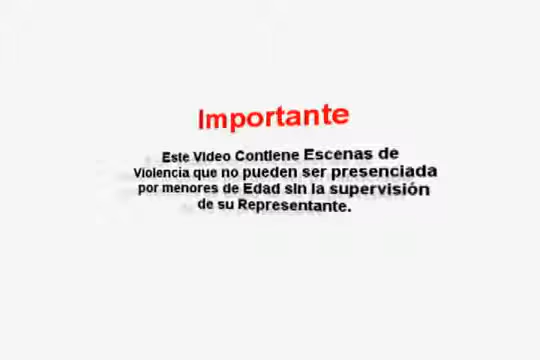 Importante
Este Video Contiene Escenas de
Violencia que no pueden ser presenciada
por menores de Edad sin la supervisión
de su Representante.